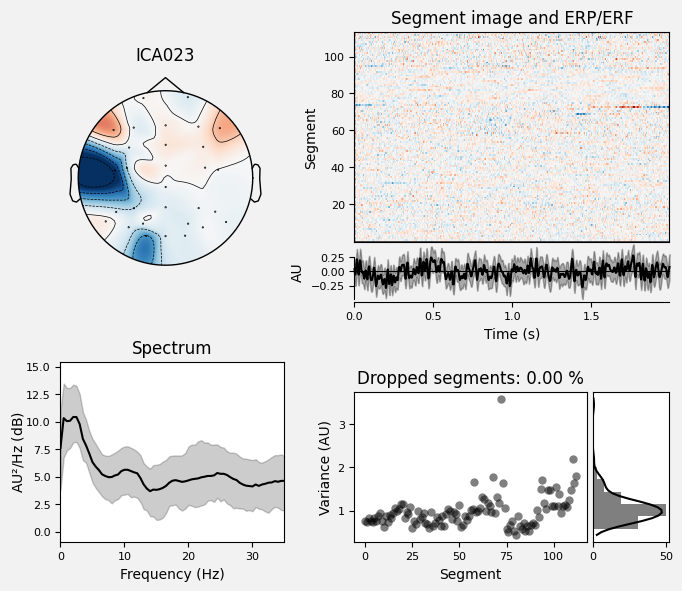 ICA023
Segment image and ERP/ERF
100
80
60
40
20
Segment
0.25
0.00
−0.25
AU
0.0 0.5 1.0 1.5
Time (s)
Spectrum
15.0
12.5
10.0
7.5
5.0
2.5
0.0
AU²/Hz (dB)
0 10 20 30
Frequency (Hz)
Dropped segments: 0.00 %
3
2
1
Variance (AU)
0 25 50 75 100
Segment
0 50